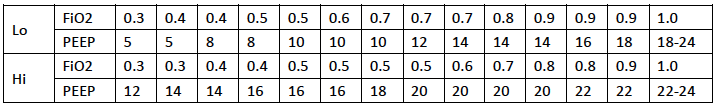 Lo FiO2 0.3 0.4 0.4 0.5 0.5 0.6 0.7 0.7 0.7 0.8 0.9 0.9 0.9 1.0
PEEP 5 5 8 8 10 10 10 12 14 14 14 16 18 18-24
Hi FiO2 0.3 0.3 0.4 0.4 0.5 0.5 0.5 0.5 0.6 0.7 0.8 0.8 0.9 1.0
PEEP 12 14 14 16 16 16 18 20 20 20 20 22 22 22-24